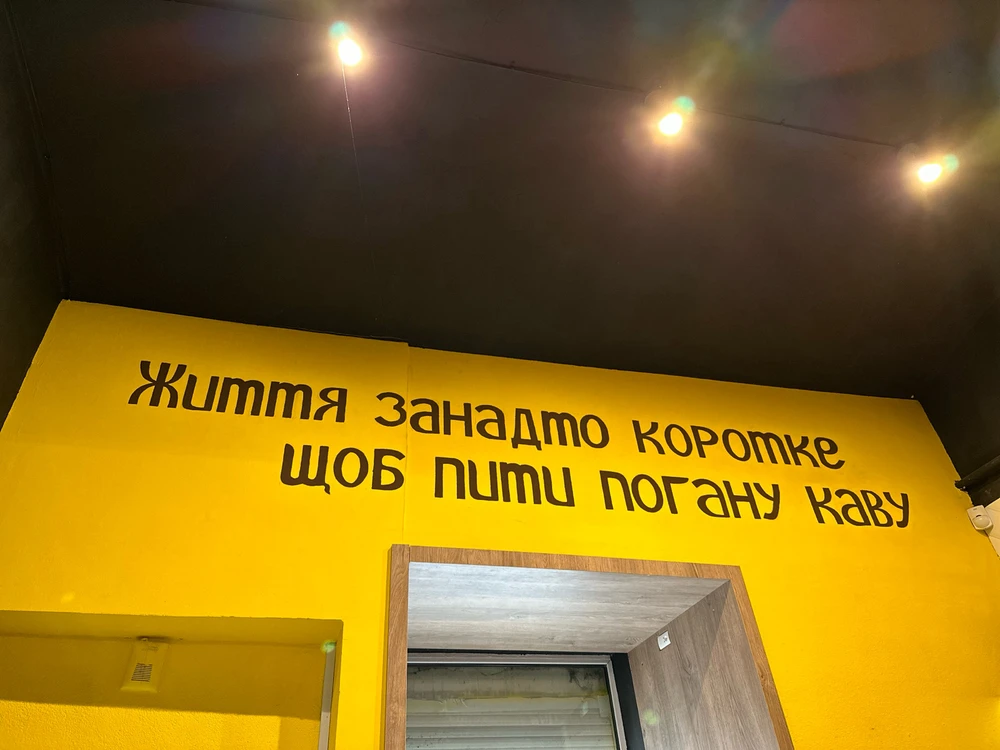 Життя занадто коротке
щоб пити погану каву